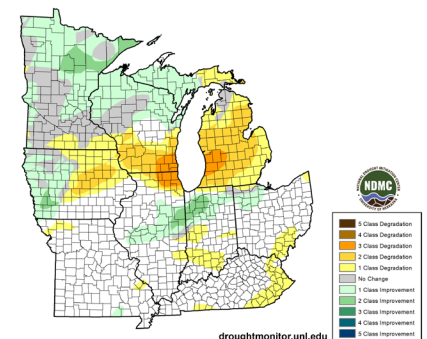 NDMC
5 Class Degradation
4 Class Degradation
3 Class Degradation
2 Class Degradation
1 Class Degradation
No Change
1 Class Improvement
2 Class Improvement
3 Class Improvement
4 Class Improvement
5 Class Improvement
droughtmonitor.unl.edu